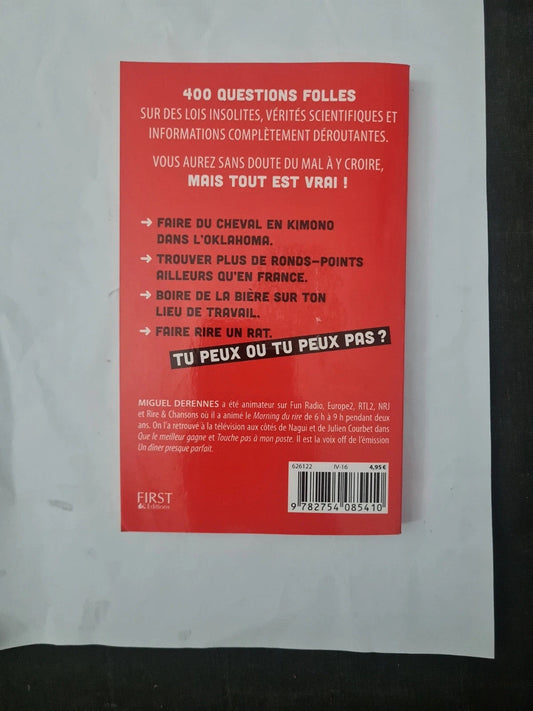 400 QUESTIONS FOLLES
SUR DES LOIS INSOLITES, VÉRITÉS SCIENTIFIQUES ET
INFORMATIONS COMPLÈTEMENT DÉROUTANTES.
VOUS AUREZ SANS DOUTE DU MAL À Y CROIRE,
MAIS TOUT EST VRAI !
→ FAIRE DU CHEVAL EN KIMONO
DANS L'OKLAHOMA.
→ TROUVER PLUS DE RONDS-POINTS
AILLEURS QU'EN FRANCE.
→ BOIRE DE LA BIÈRE SUR TON
LIEU DE TRAVAIL.
→ FAIRE RIRE UN RAT.
TU PEUX OU TU PEUX PAS ?
MIGUEL DERENNES a été animateur sur Fun Radio, Europe2, RTL2, NRJ
et Rire & Chansons où il a animé le Morning du rire de 6 h à 9 h pendant deux
ans. On l'a retrouvé à la télévision aux côtés de Nagui et de Julien Courbet dans
Que le meilleur gagne et Touche pas à mon poste. Il est la voix off de l'émission
Un dîner presque parfait.
626122 IV-16 4,95 €
FIRST
& Editions
9 782754 085410